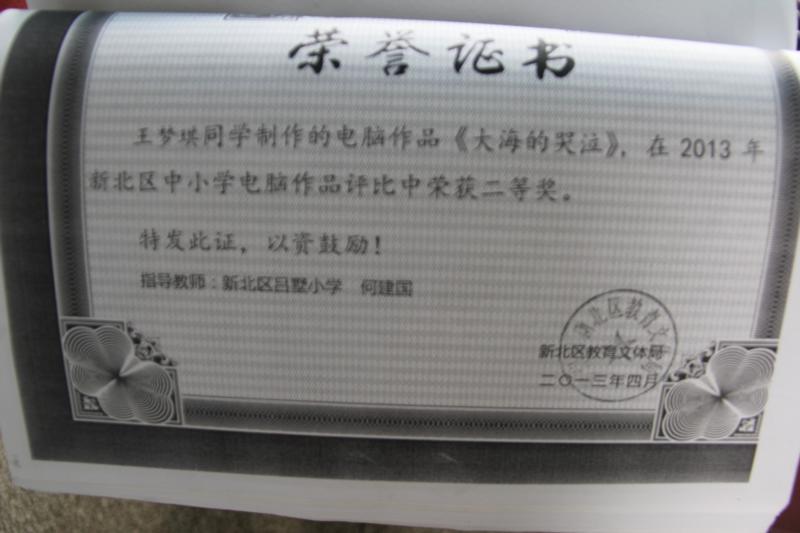 荣誉证书
王梦珙同学制作的电脑作品《大海的哭泣》，在 2013 年
新北区中小学电脑作品评比中荣获二等奖。
特发此证，以资鼓励！
指导教师：新北区吕墅小学 何建国
新北区教育文体局
二〇一三年四月